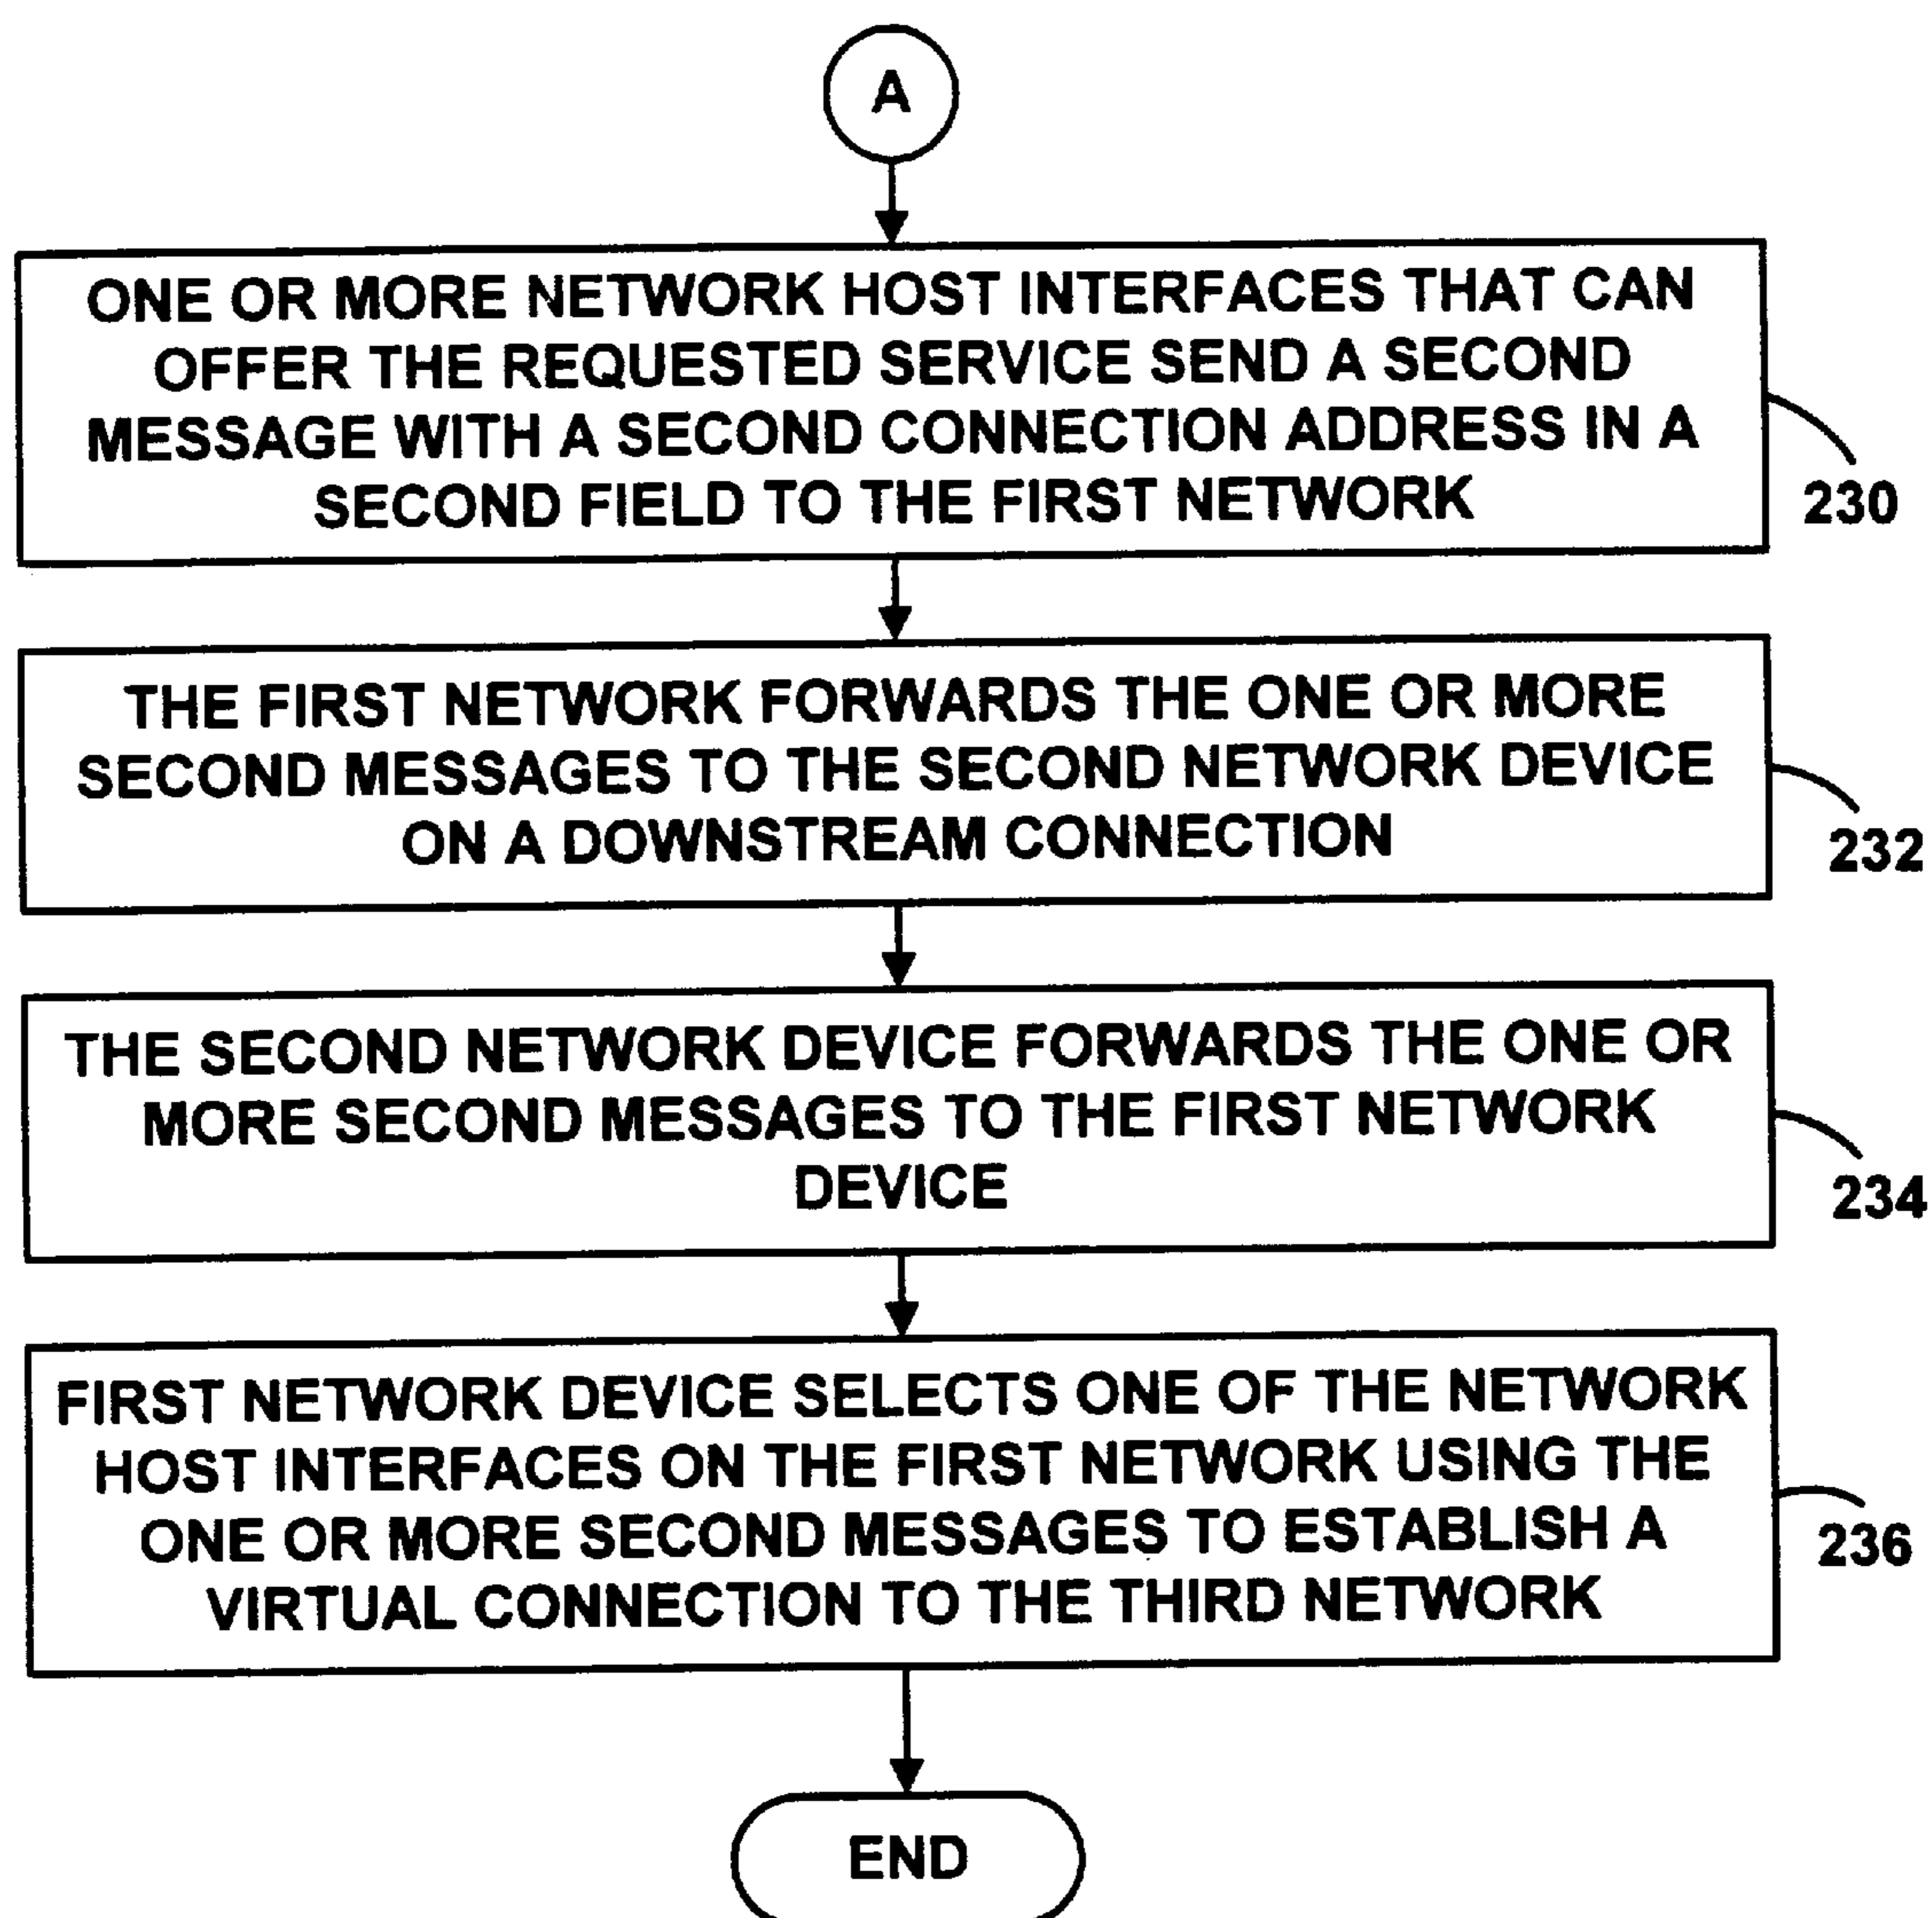 A
ONE OR MORE NETWORK HOST INTERFACES THAT CAN
OFFER THE REQUESTED SERVICE SEND A SECOND
MESSAGE WITH A SECOND CONNECTION ADDRESS IN A
SECOND FIELD TO THE FIRST NETWORK
230
THE FIRST NETWORK FORWARDS THE ONE OR MORE
SECOND MESSAGES TO THE SECOND NETWORK DEVICE
ON A DOWNSTREAM CONNECTION
232
THE SECOND NETWORK DEVICE FORWARDS THE ONE OR
MORE SECOND MESSAGES TO THE FIRST NETWORK
DEVICE
234
FIRST NETWORK DEVICE SELECTS ONE OF THE NETWORK
HOST INTERFACES ON THE FIRST NETWORK USING THE
ONE OR MORE SECOND MESSAGES TO ESTABLISH A
VIRTUAL CONNECTION TO THE THIRD NETWORK
236
END